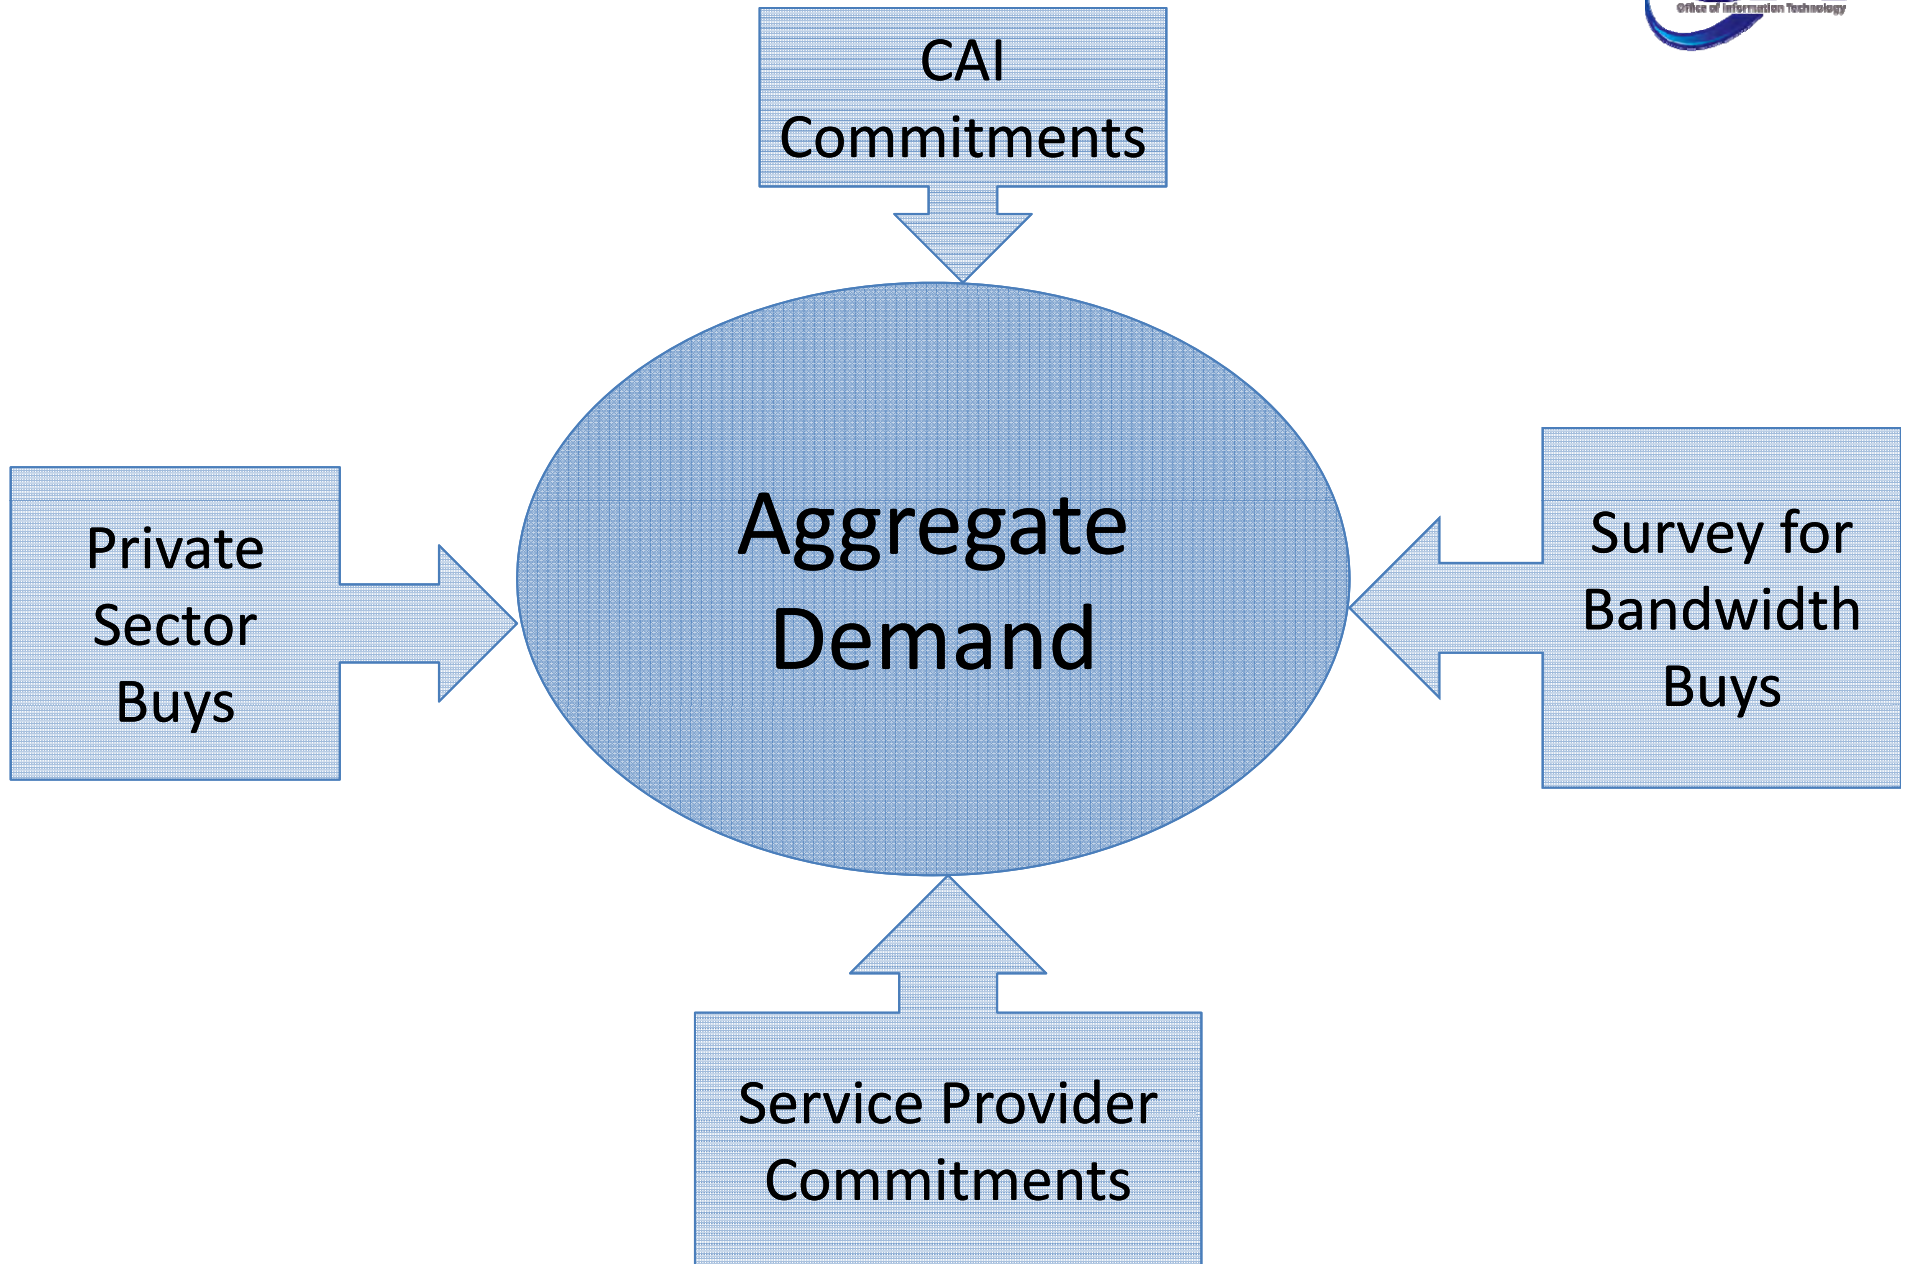 Office of Information Technology
CAI
Commitments
Aggregate
Demand
Private
Sector
Buys
Survey for
Bandwidth
Buys
Service Provider
Commitments